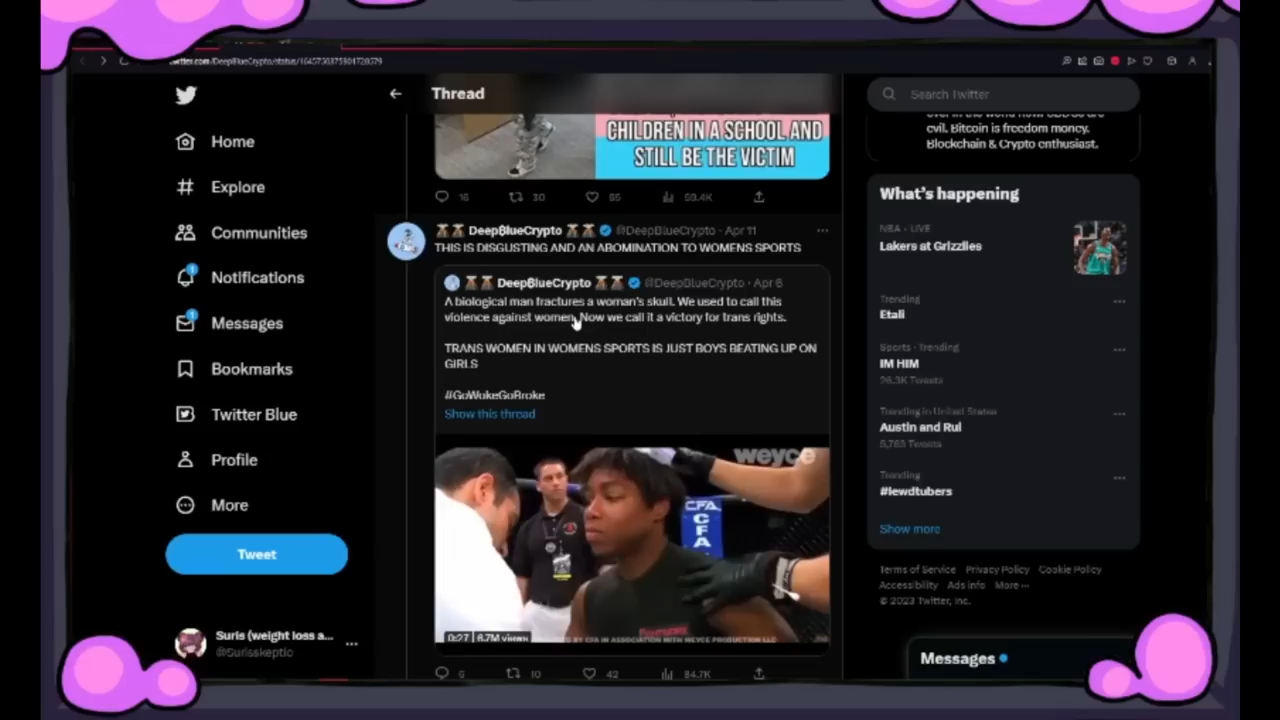 twitter.com/DeepBlueCrypto/status/
Thread
Search Twitter
CHILDREN IN A SCHOOL AND
STILL BE THE VICTIM
evil. Bitcoin is freedom money.
Blockchain & Crypto enthusiast.
Home
Explore
Communities
1
Notifications
1
Messages
Bookmarks
Twitter Blue
Profile
More
Tweet
Suris (weight loss a...
@Surisskeptic
16 30 85 59.4K
DeepBlueCrypto @DeepBlueCrypto · Apr 11
THIS IS DISGUSTING AND AN ABOMINATION TO WOMENS SPORTS
DeepBlueCrypto @DeepBlueCrypto · Apr 6
A biological man fractures a woman's skull. We used to call this
violence against women. Now we call it a victory for trans rights.
TRANS WOMEN IN WOMENS SPORTS IS JUST BOYS BEATING UP ON
GIRLS
#GoWokeGoBroke
Show this thread
weyce
CFA
C
F
A
0:27 6.7M views
BY CFA IN ASSOCIATION WITH WEYCE PRODUCTION LLC
6 10 42 84.7K
What's happening
NBA · LIVE
Lakers at Grizzlies
Trending
Etali
Sports · Trending
IM HIM
26.3K Tweets
Trending in United States
Austin and Rui
5,763 Tweets
Trending
#lewdtubers
Show more
Terms of Service Privacy Policy Cookie Policy
Accessibility Ads info More ···
© 2023 Twitter, Inc.
Messages